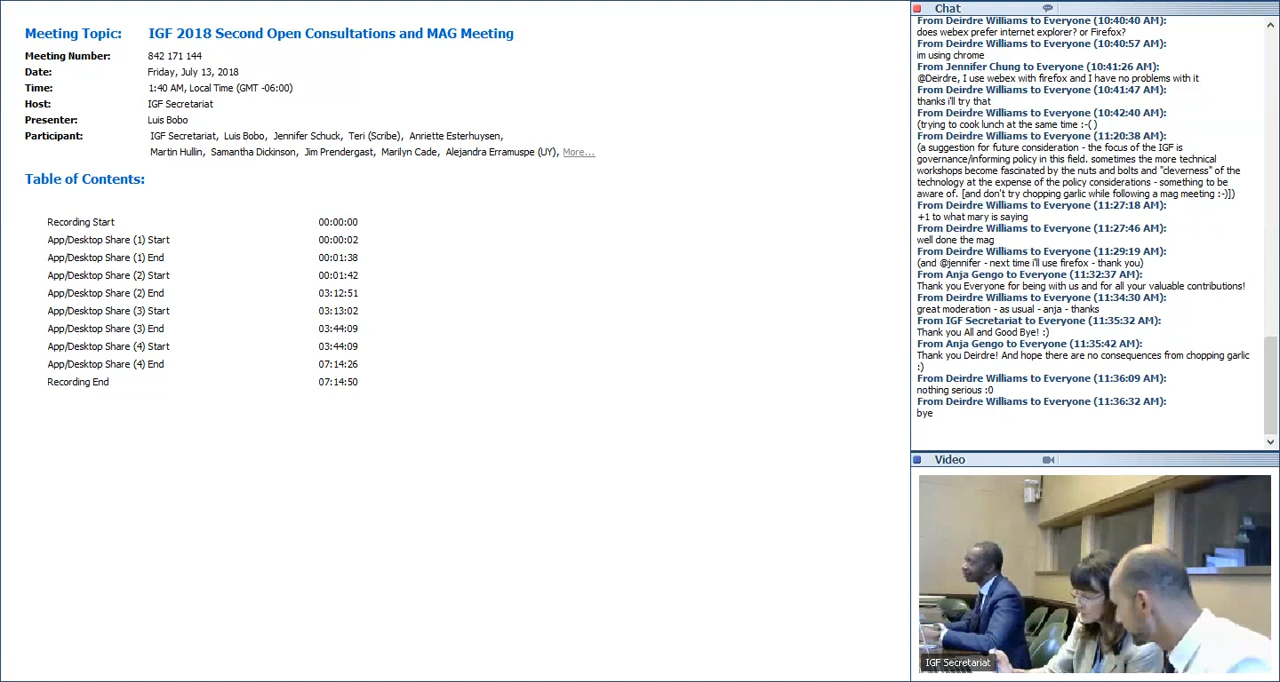 Meeting Topic: IGF 2018 Second Open Consultations and MAG Meeting
Meeting Number: 842 171 144
Date: Friday, July 13, 2018
Time: 1:40 AM, Local Time (GMT -06:00)
Host: IGF Secretariat
Presenter: Luis Bobo
Participant: IGF Secretariat, Luis Bobo, Jennifer Schuck, Teri (Scribe), Anriette Esterhuysen,
Martin Hullin, Samantha Dickinson, Jim Prendergast, Marilyn Cade, Alejandra Erramuspe (UY), More...
Table of Contents:
Recording Start 00:00:00
App/Desktop Share (1) Start 00:00:02
App/Desktop Share (1) End 00:01:38
App/Desktop Share (2) Start 00:01:42
App/Desktop Share (2) End 03:12:51
App/Desktop Share (3) Start 03:13:02
App/Desktop Share (3) End 03:44:09
App/Desktop Share (4) Start 03:44:09
App/Desktop Share (4) End 07:14:26
Recording End 07:14:50
Chat
From Deirdre Williams to Everyone (10:40:40 AM):
does webex prefer internet explorer? or Firefox?
From Deirdre Williams to Everyone (10:40:57 AM):
im using chrome
From Jennifer Chung to Everyone (10:41:26 AM):
@Deirdre, I use webex with firefox and I have no problems with it
From Deirdre Williams to Everyone (10:41:47 AM):
thanks i'll try that
From Deirdre Williams to Everyone (10:42:40 AM):
(trying to cook lunch at the same time :-( )
From Deirdre Williams to Everyone (11:20:38 AM):
(a suggestion for future consideration - the focus of the IGF is
governance/informing policy in this field. sometimes the more technical
workshops become fascinated by the nuts and bolts and "cleverness" of the
technology at the expense of the policy considerations - something to be
aware of. [and don't try chopping garlic while following a mag meeting :-)])
From Deirdre Williams to Everyone (11:27:18 AM):
+1 to what mary is saying
From Deirdre Williams to Everyone (11:27:46 AM):
well done the mag
From Deirdre Williams to Everyone (11:29:19 AM):
(and @jennifer - next time i'll use firefox - thank you)
From Anja Gengo to Everyone (11:32:37 AM):
Thank you Everyone for being with us and for all your valuable contributions!
From Deirdre Williams to Everyone (11:34:30 AM):
great moderation - as usual - anja - thanks
From IGF Secretariat to Everyone (11:35:32 AM):
Thank you All and Good Bye! :)
From Anja Gengo to Everyone (11:35:42 AM):
Thank you Deirdre! And hope there are no consequences from chopping garlic
:)
From Deirdre Williams to Everyone (11:36:09 AM):
nothing serious :0
From Deirdre Williams to Everyone (11:36:32 AM):
bye
Video
IGF Secretariat